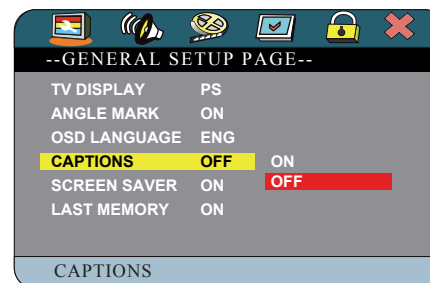 --GENERAL SETUP PAGE--
TV DISPLAY PS
ANGLE MARK ON
OSD LANGUAGE ENG
CAPTIONS OFF ON
OFF
SCREEN SAVER ON
LAST MEMORY ON
CAPTIONS